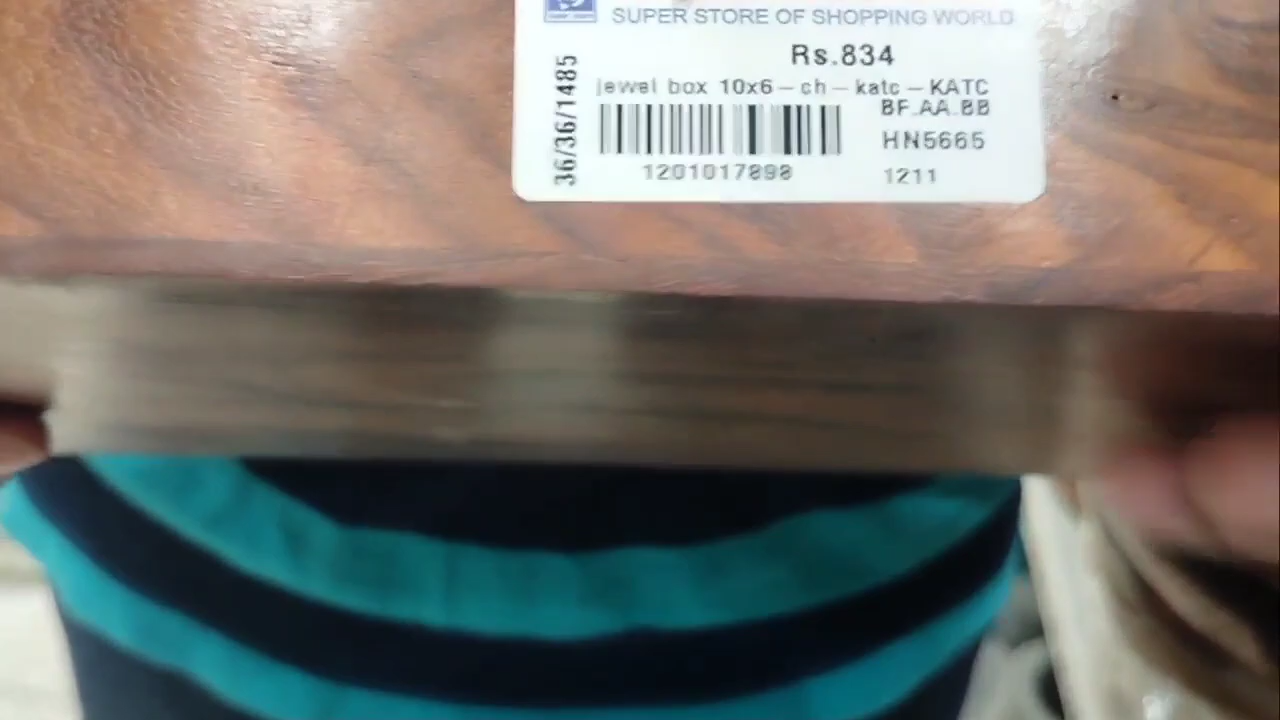 SUPER STORE OF SHOPPING WORLD
Rs.834
jewel box 10x6-ch-katc-KATC
BF.AA.BB
HN5665
1201017898
1211
36/36/1485